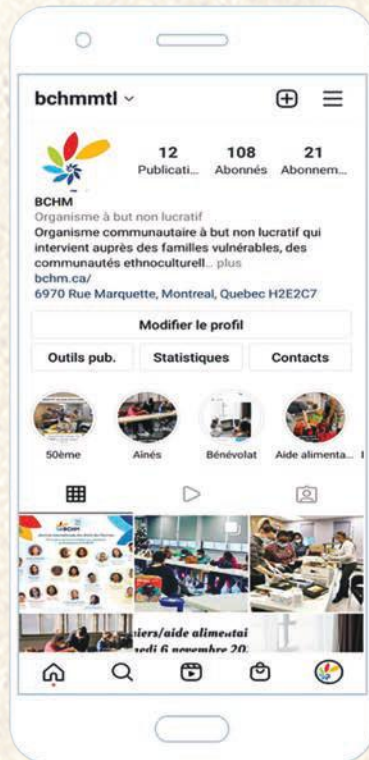 bchmmtl
12 108 21
Publicati... Abonnés Abonnem...
BCHM
Organisme à but non lucratif
Organisme communautaire à but non lucratif qui
intervient auprès des familles vulnérables, des
communautés ethnoculturell... plus
bchm.ca/
6970 Rue Marquette, Montreal, Quebec H2E2C7
Modifier le profil
Outils pub. Statistiques Contacts
50ème Aînés Bénévolat Aide alimenta...
BCHM
iers/aide alimentai
edi 6 novembre 20